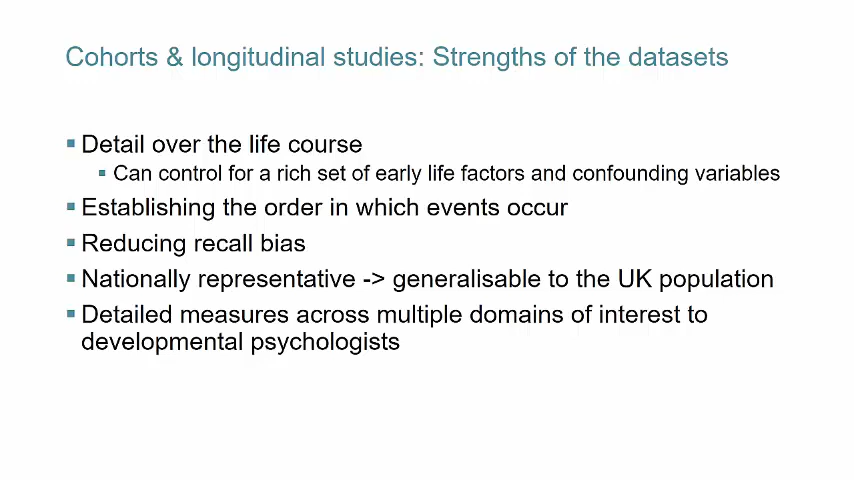 Cohorts & longitudinal studies: Strengths of the datasets
▪ Detail over the life course
▪ Can control for a rich set of early life factors and confounding variables
▪ Establishing the order in which events occur
▪ Reducing recall bias
▪ Nationally representative -> generalisable to the UK population
▪ Detailed measures across multiple domains of interest to
developmental psychologists